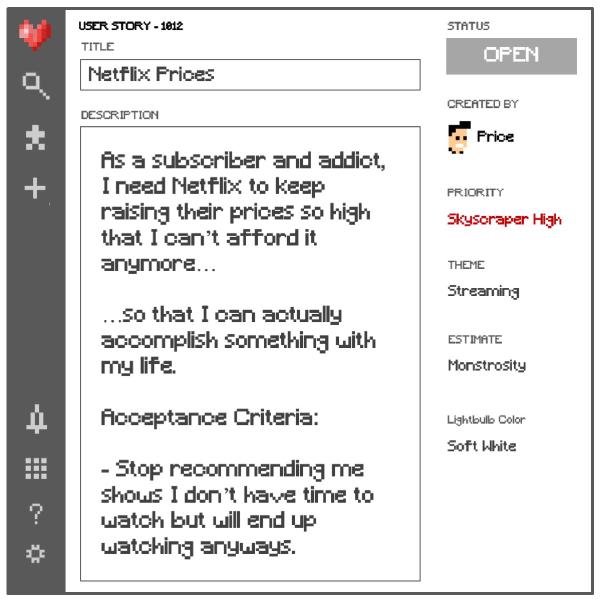 USER STORY - 1012
TITLE
Netflix Prices
DESCRIPTION
As a subscriber and addict,
I need Netflix to keep
raising their prices so high
that I can't afford it
anymore...
...so that I can actually
accomplish something with
my life.
Acceptance Criteria:
- Stop recommending me
shows I don't have time to
watch but will end up
watching anyways.
STATUS
OPEN
CREATED BY
Price
PRIORITY
Skyscraper High
THEME
Streaming
ESTIMATE
Monstrosity
Lightbulb Color
Soft White
?